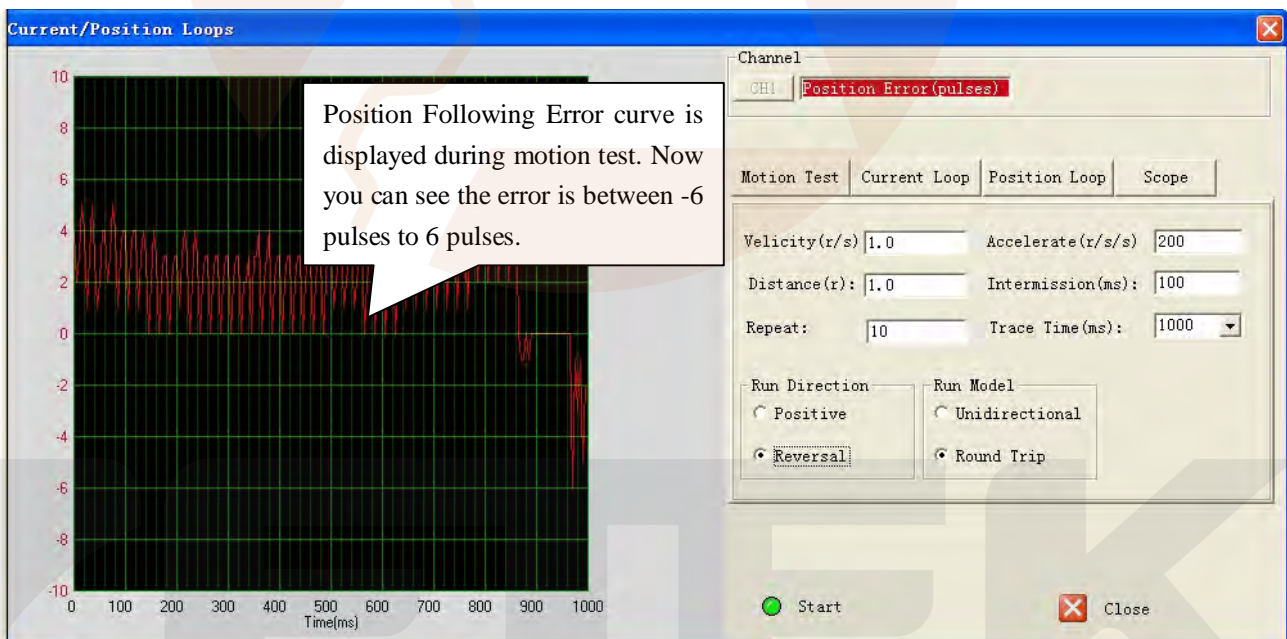 Current/Position Loops
10
8
6
4
2
0
-2
-4
-6
-8
-10
0 100 200 300 400 500 600 700 800 900 1000
Time(ms)
Position Following Error curve is
displayed during motion test. Now
you can see the error is between -6
pulses to 6 pulses.
Channel
CH1 Position Error(pulses)
Motion Test Current Loop Position Loop Scope
Velicity(r/s) 1.0 Accelerate(r/s/s) 200
Distance(r): 1.0 Intermission(ms): 100
Repeat: 10 Trace Time(ms): 1000
Run Direction Run Model
Positive Unidirectional
Reversal Round Trip
Start Close